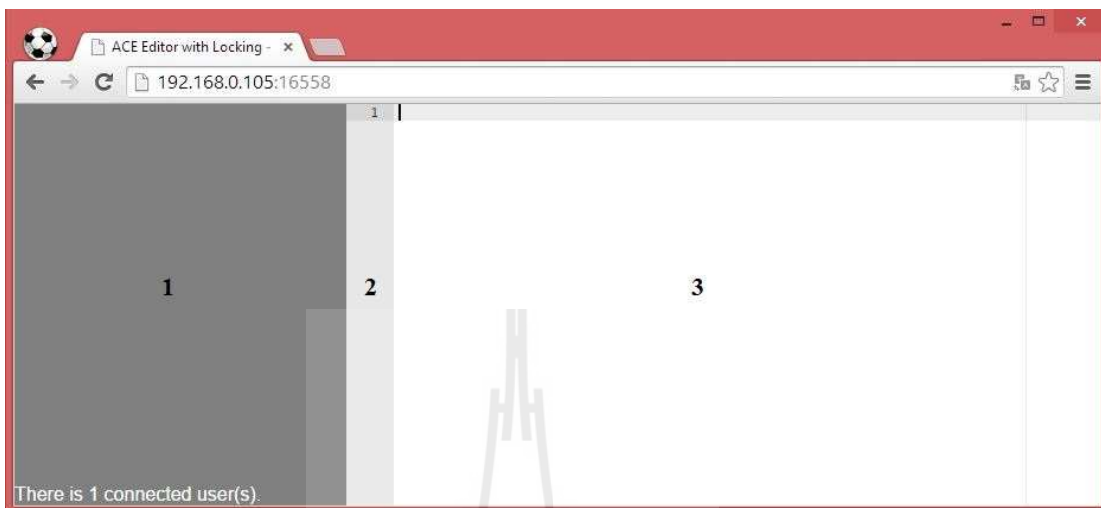 ACE Editor with Locking -
192.168.0.105:16558
1
1 2 3
There is 1 connected user(s).